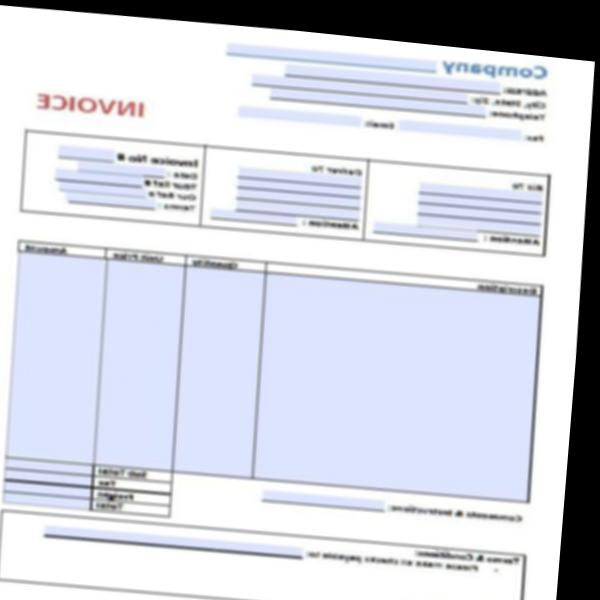 Company
Address:
City, State, Zip:
Telephone:
Fax: Email:
INVOICE
Bill To
Attention :
Deliver To
Attention :
Invoice No #
Date :
Your Ref #
Our Ref #
Terms :
Description Quantity Unit Price Amount
Sub Total
Tax
Freight
Total
Comments & Instructions:
Terms & Conditions:
- Please make all checks payable to: